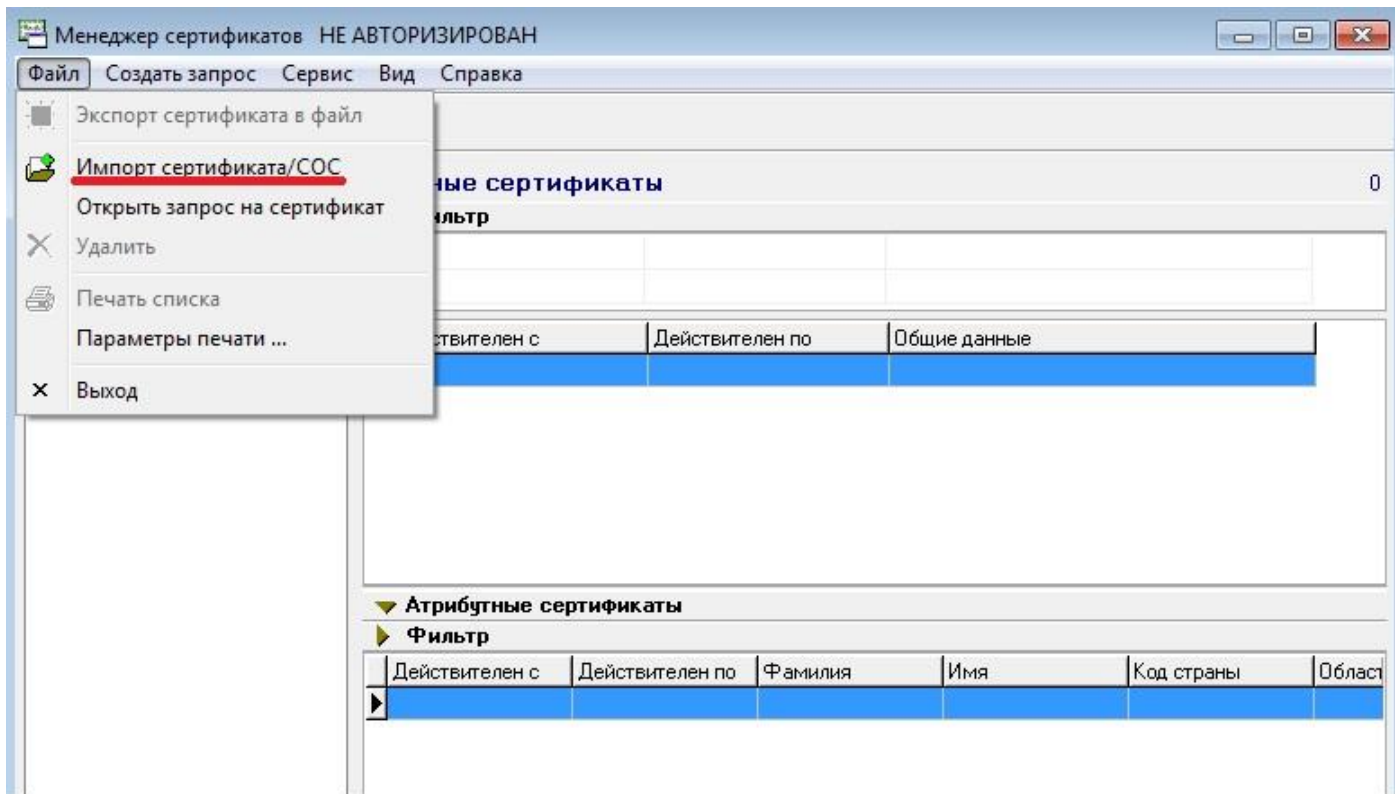 Менеджер сертификатов НЕ АВТОРИЗИРОВАН
Файл Создать запрос Сервис Вид Справка
Экспорт сертификата в файл
Импорт сертификата/СОС
Открыть запрос на сертификат
Удалить
Печать списка
Параметры печати ...
Выход
ные сертификаты 0
льтр
ствителен с Действителен по Общие данные
Атрибутные сертификаты
Фильтр
Действителен с Действителен по Фамилия Имя Код страны Област